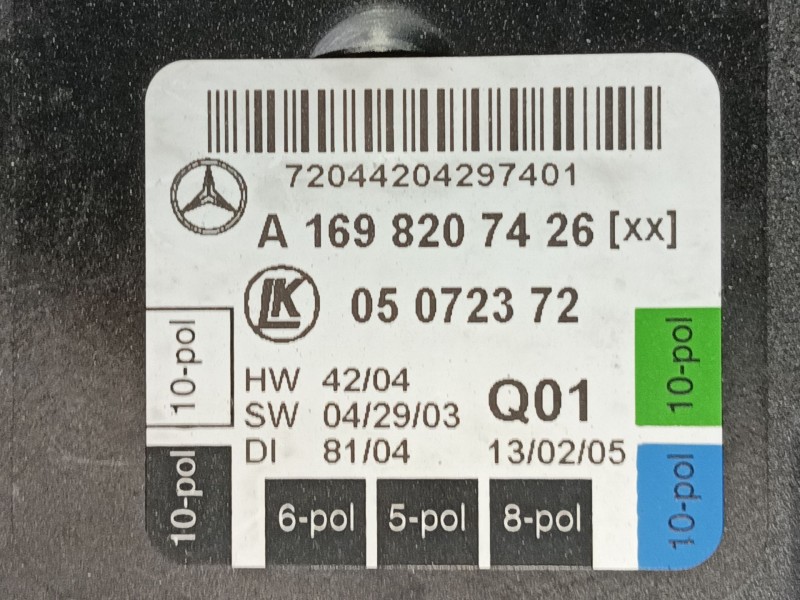 72044204297401
A 169 820 74 26 [xx]
LK
05 0723 72
10-pol
10-pol
HW 42/04
SW 04/29/03
DI 81/04
Q01
13/02/05
10-pol
10-pol
6-pol
5-pol
8-pol